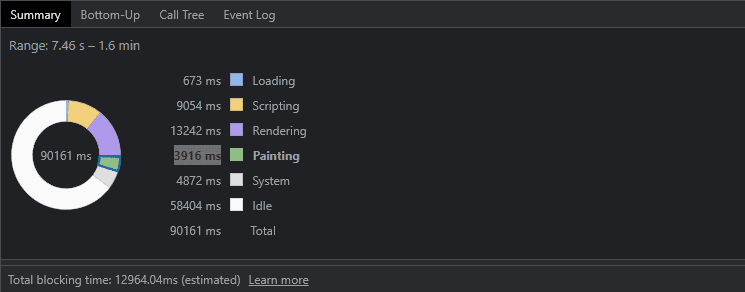 Summary Bottom-Up Call Tree Event Log
Range: 7.46 s – 1.6 min
673 ms Loading
9054 ms Scripting
13242 ms Rendering
90161 ms
3916 ms Painting
4872 ms System
58404 ms Idle
90161 ms Total
Total blocking time: 12964.04ms (estimated) Learn more